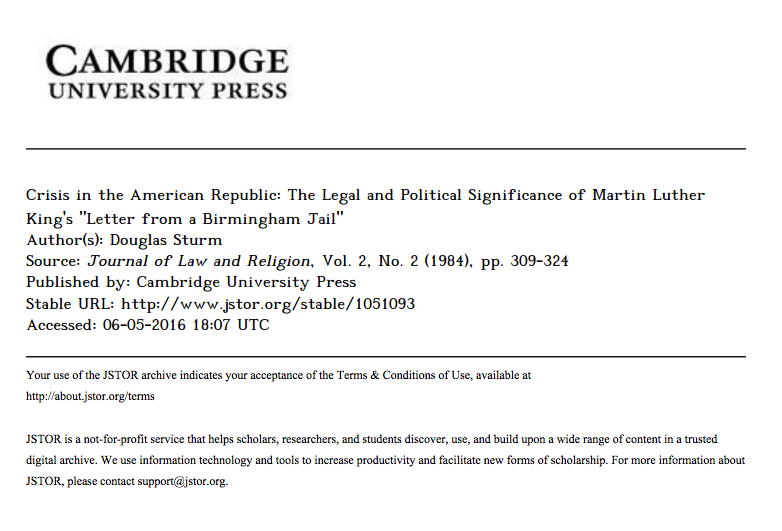 CAMBRIDGE
UNIVERSITY PRESS
Crisis in the American Republic: The Legal and Political Significance of Martin Luther
King's "Letter from a Birmingham Jail"
Author(s): Douglas Sturm
Source: Journal of Law and Religion, Vol. 2, No. 2 (1984), pp. 309-324
Published by: Cambridge University Press
Stable URL: http://www.jstor.org/stable/1051093
Accessed: 06-05-2016 18:07 UTC
Your use of the JSTOR archive indicates your acceptance of the Terms & Conditions of Use, available at
http://about.jstor.org/terms
JSTOR is a not-for-profit service that helps scholars, researchers, and students discover, use, and build upon a wide range of content in a trusted
digital archive. We use information technology and tools to increase productivity and facilitate new forms of scholarship. For more information about
JSTOR, please contact support@jstor.org.